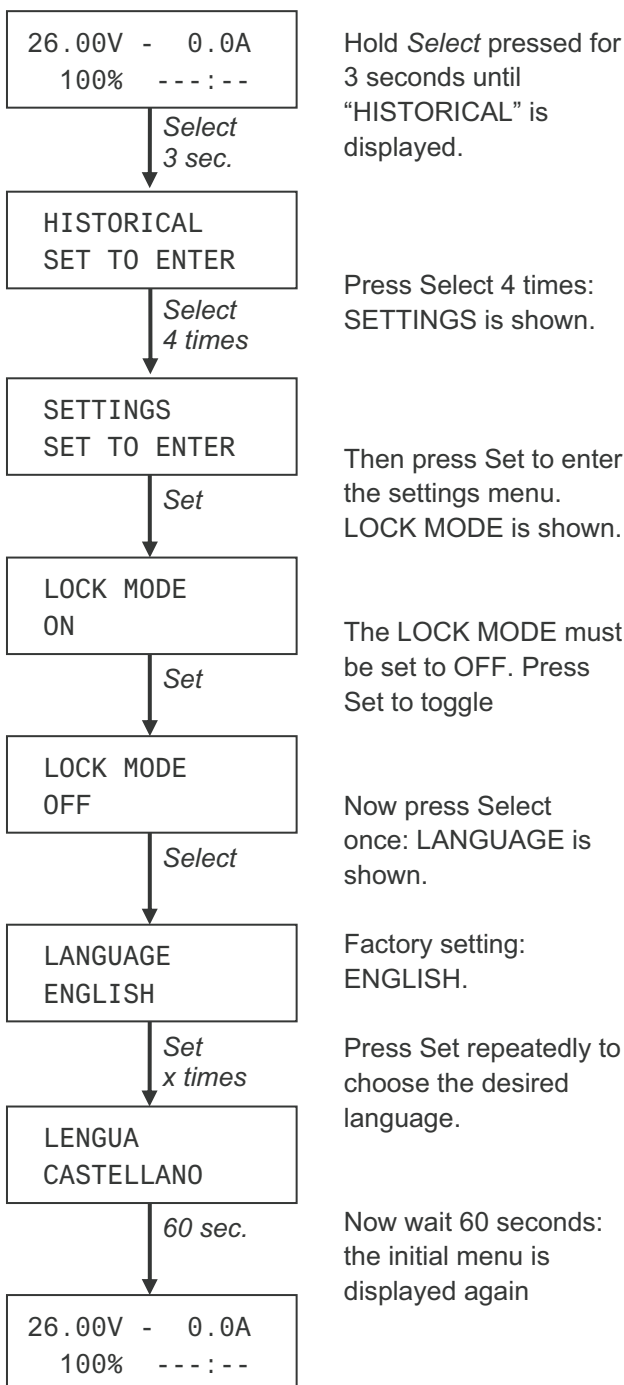 26.00V -  0.0A
100%  ---:--
Hold Select pressed for
3 seconds until
“HISTORICAL” is
displayed.
Select
3 sec.
HISTORICAL
SET TO ENTER
Press Select 4 times:
SETTINGS is shown.
Select
4 times
SETTINGS
SET TO ENTER
Then press Set to enter
the settings menu.
LOCK MODE is shown.
Set
LOCK MODE
ON
The LOCK MODE must
be set to OFF. Press
Set to toggle
Set
LOCK MODE
OFF
Now press Select
once: LANGUAGE is
shown.
Select
LANGUAGE
ENGLISH
Factory setting:
ENGLISH.
Set
x times
Press Set repeatedly to
choose the desired
language.
LENGUA
CASTELLANO
60 sec.
Now wait 60 seconds:
the initial menu is
displayed again
26.00V -  0.0A
100%  ---:--